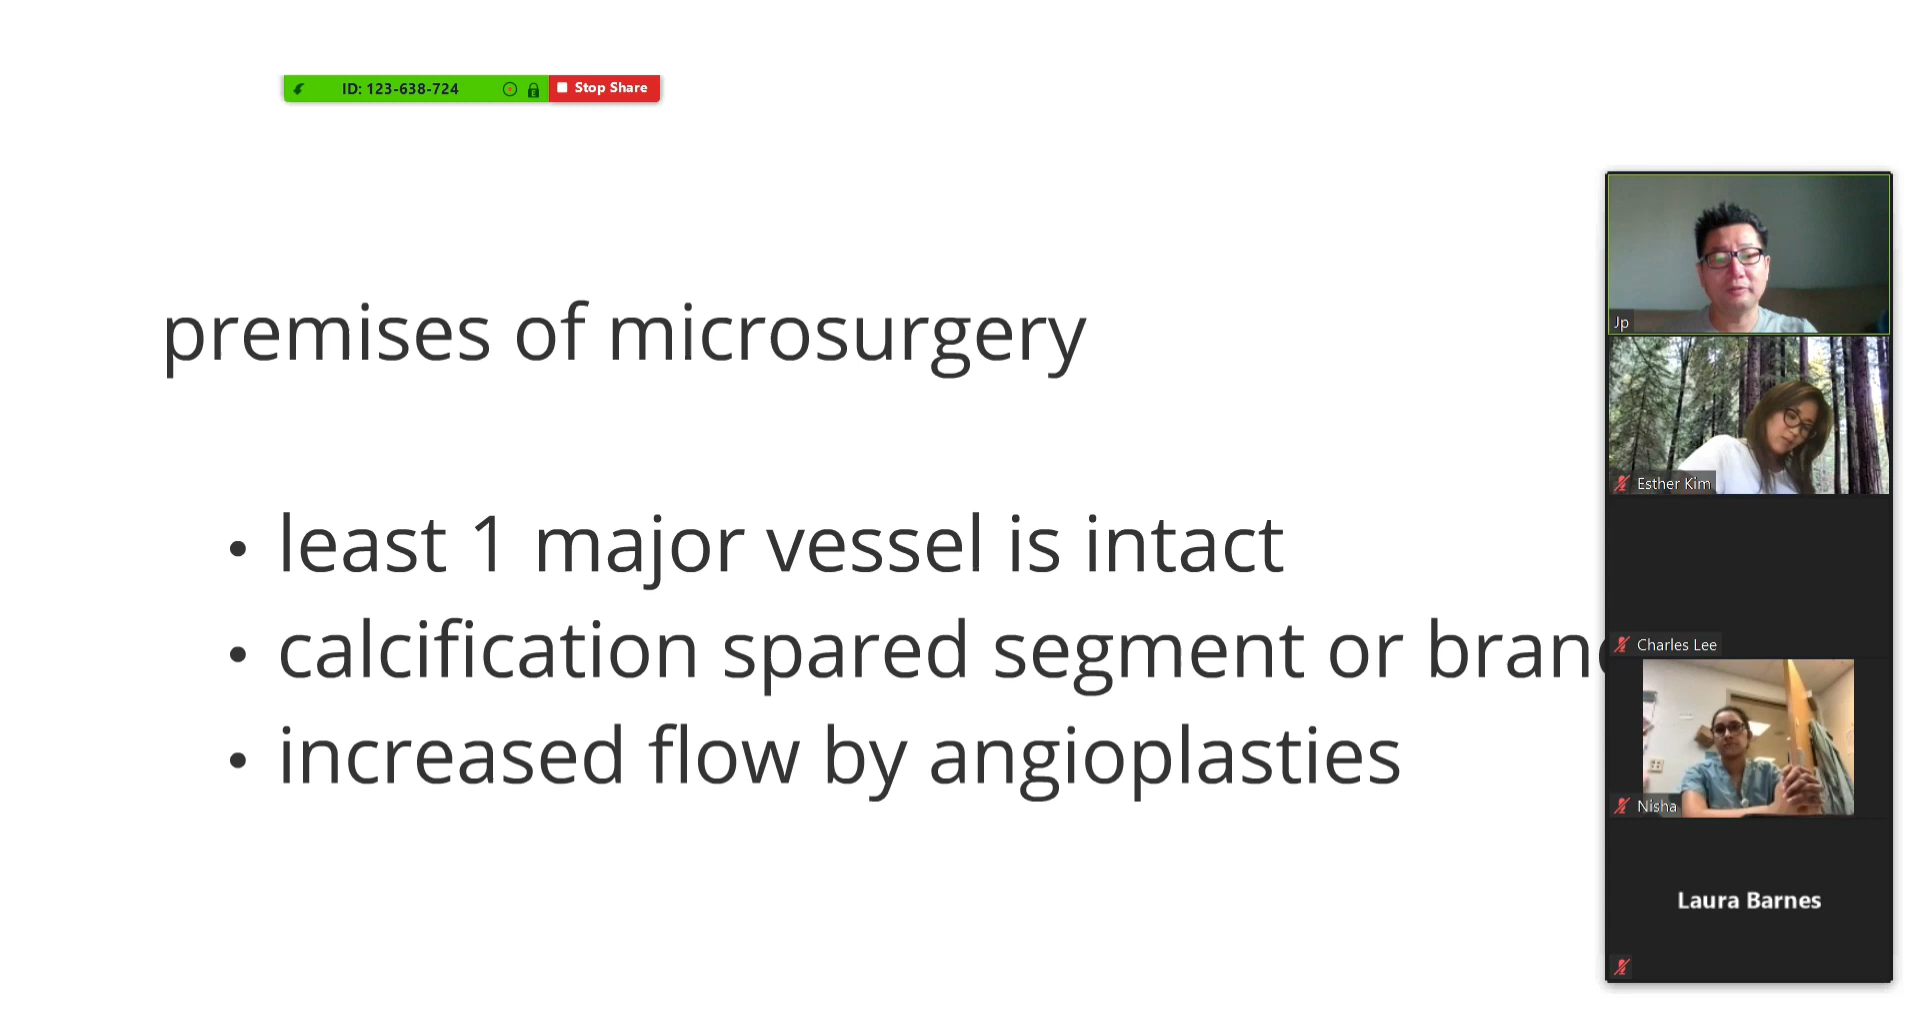 ID: 123-638-724
Stop Share
premises of microsurgery
• least 1 major vessel is intact
• calcification spared segment or
• increased flow by angioplasties
Jp
Esther Kim
Charles Lee
Nisha
Laura Barnes